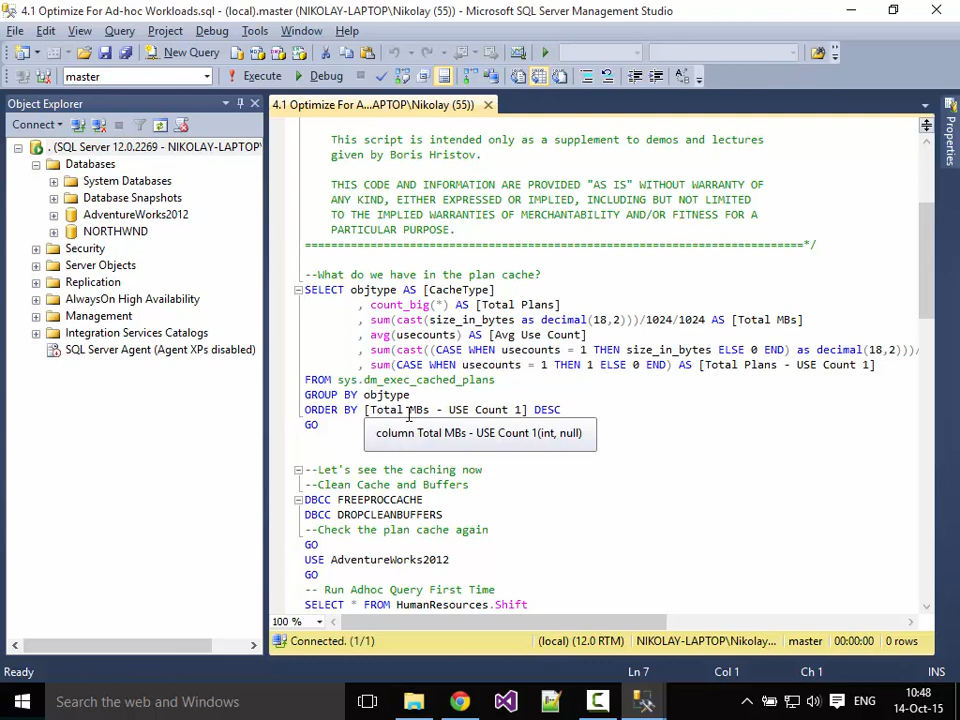 4.1 Optimize For Ad-hoc Workloads.sql - (local).master (NIKOLAY-LAPTOP\Nikolay (55)) - Microsoft SQL Server Management Studio
File Edit View Query Project Debug Tools Window Help
New Query
master
Execute
Debug
Object Explorer
4.1 Optimize For A...APTOP\Nikolay (55))
Properties
Connect
. (SQL Server 12.0.2269 - NIKOLAY-LAPTOP\
Databases
System Databases
Database Snapshots
AdventureWorks2012
NORTHWND
Security
Server Objects
Replication
AlwaysOn High Availability
Management
Integration Services Catalogs
SQL Server Agent (Agent XPs disabled)
This script is intended only as a supplement to demos and lectures
given by Boris Hristov.
THIS CODE AND INFORMATION ARE PROVIDED "AS IS" WITHOUT WARRANTY OF
ANY KIND, EITHER EXPRESSED OR IMPLIED, INCLUDING BUT NOT LIMITED
TO THE IMPLIED WARRANTIES OF MERCHANTABILITY AND/OR FITNESS FOR A
PARTICULAR PURPOSE.
=============================================================================*/
--What do we have in the plan cache?
SELECT objtype AS [CacheType]
, count_big(*) AS [Total Plans]
, sum(cast(size_in_bytes as decimal(18,2)))/1024/1024 AS [Total MBs]
, avg(usecounts) AS [Avg Use Count]
, sum(cast((CASE WHEN usecounts = 1 THEN size_in_bytes ELSE 0 END) as decimal(18,2)))/
, sum(CASE WHEN usecounts = 1 THEN 1 ELSE 0 END) AS [Total Plans - USE Count 1]
FROM sys.dm_exec_cached_plans
GROUP BY objtype
ORDER BY [Total MBs - USE Count 1] DESC
GO
column Total MBs - USE Count 1(int, null)
--Let's see the caching now
--Clean Cache and Buffers
DBCC FREEPROCCACHE
DBCC DROPCLEANBUFFERS
--Check the plan cache again
GO
USE AdventureWorks2012
GO
-- Run Adhoc Query First Time
SELECT * FROM HumanResources.Shift
100 %
Connected. (1/1)
(local) (12.0 RTM)
NIKOLAY-LAPTOP\Nikolay...
master
00:00:00
0 rows
Ready
Ln 7
Col 1
Ch 1
INS
Search the web and Windows
ENG
10:48
14-Oct-15